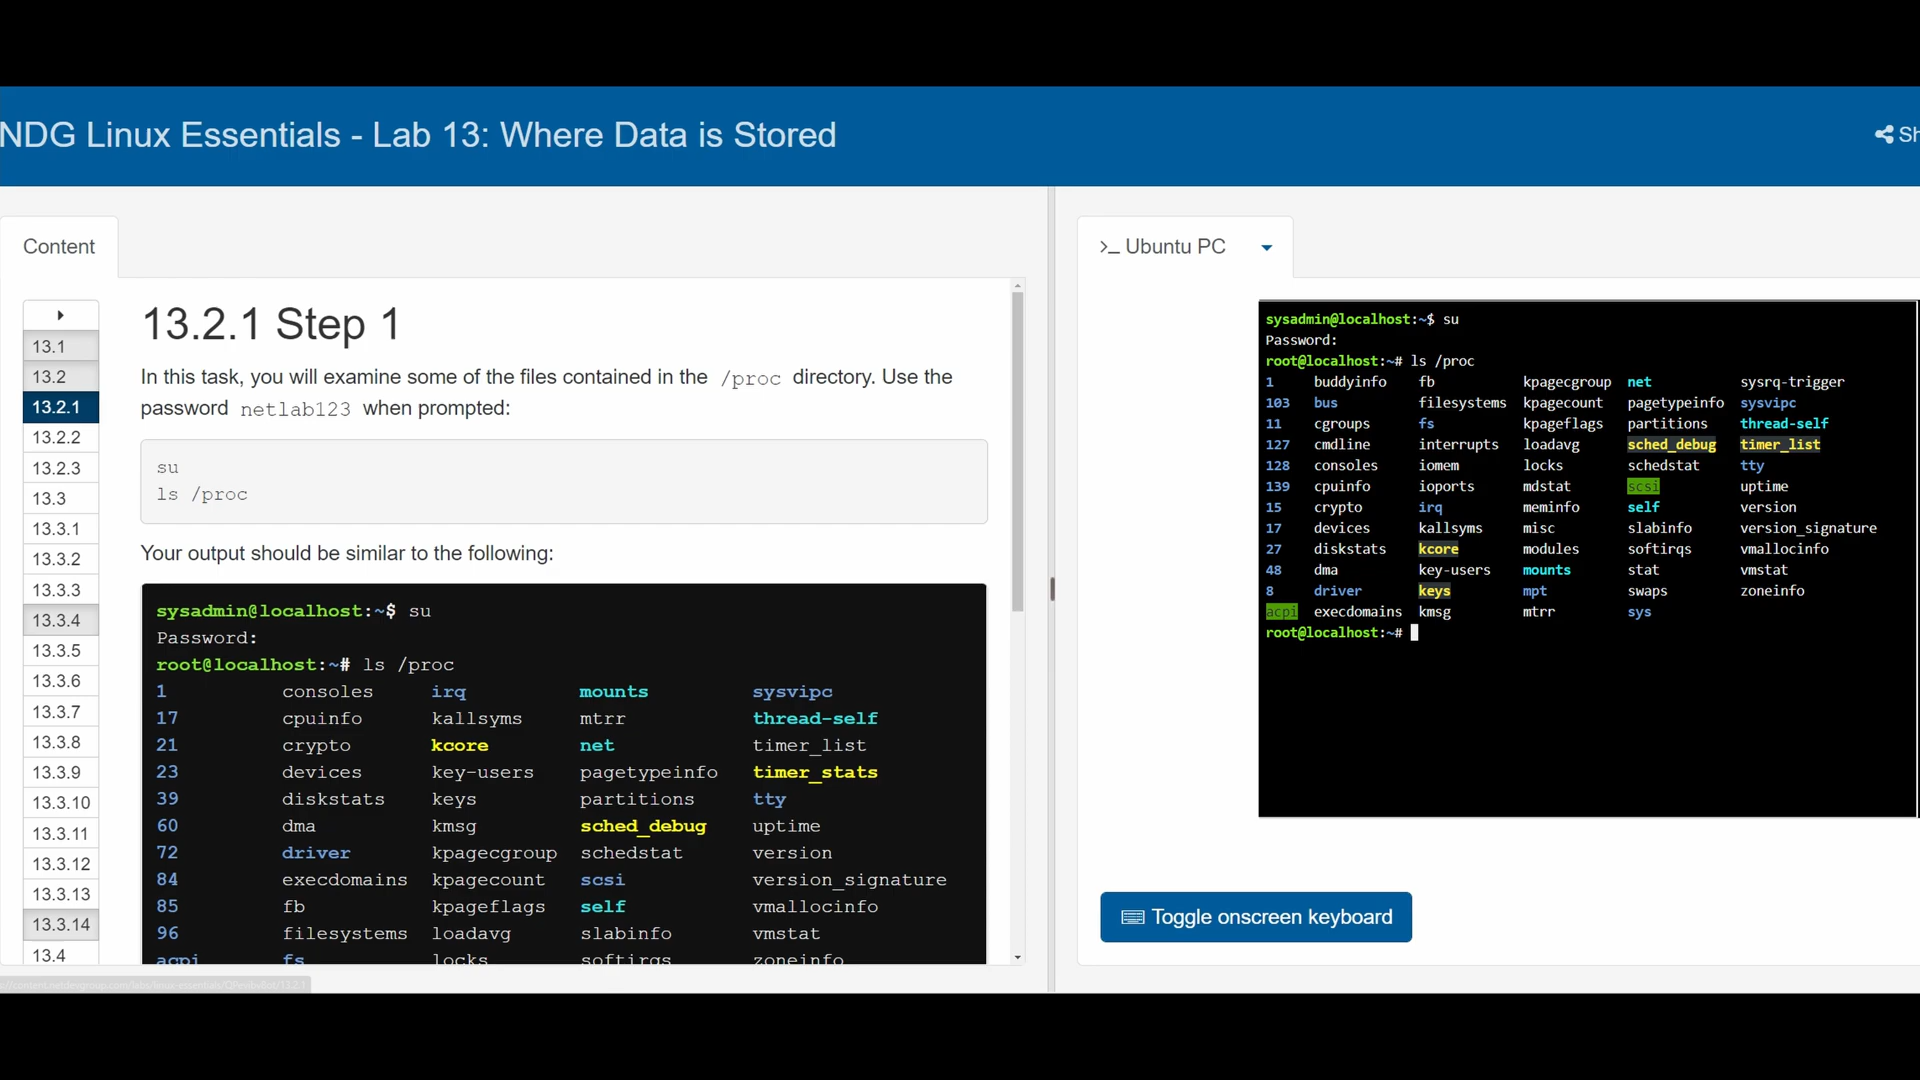 NDG Linux Essentials - Lab 13: Where Data is Stored
Sh
Content
13.1
13.2
13.2.1
13.2.2
13.2.3
13.3
13.3.1
13.3.2
13.3.3
13.3.4
13.3.5
13.3.6
13.3.7
13.3.8
13.3.9
13.3.10
13.3.11
13.3.12
13.3.13
13.3.14
13.4
13.2.1 Step 1
In this task, you will examine some of the files contained in the /proc directory. Use the
password netlab123 when prompted:
su
ls /proc
Your output should be similar to the following:
sysadmin@localhost:~$ su
Password:
root@localhost:~# ls /proc
1 consoles irq mounts sysvipc
17 cpuinfo kallsyms mtrr thread-self
21 crypto kcore net timer_list
23 devices key-users pagetypeinfo timer_stats
39 diskstats keys partitions tty
60 dma kmsg sched_debug uptime
72 driver kpagecgroup schedstat version
84 execdomains kpagecount scsi version_signature
85 fb kpageflags self vmallocinfo
96 filesystems loadavg slabinfo vmstat
acpi fs locks softirqs zoneinfo
>_ Ubuntu PC
sysadmin@localhost:~$ su
Password:
root@localhost:~# ls /proc
1 buddyinfo fb kpagecgroup net sysrq-trigger
103 bus filesystems kpagecount pagetypeinfo sysvipc
11 cgroups fs kpageflags partitions thread-self
127 cmdline interrupts loadavg sched_debug timer_list
128 consoles iomem locks schedstat tty
139 cpuinfo ioports mdstat scsi uptime
15 crypto irq meminfo self version
17 devices kallsyms misc slabinfo version_signature
27 diskstats kcore modules softirqs vmallocinfo
48 dma key-users mounts stat vmstat
8 driver keys mpt swaps zoneinfo
acpi execdomains kmsg mtrr sys
root@localhost:~#
Toggle onscreen keyboard